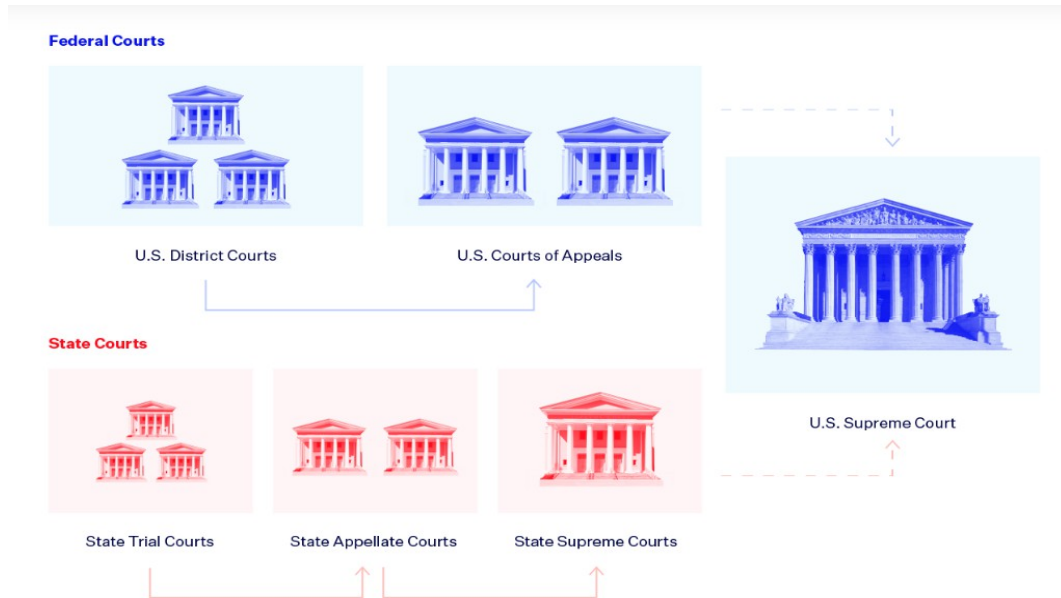 Federal Courts
U.S. District Courts
U.S. Courts of Appeals
U.S. Supreme Court
State Courts
State Trial Courts
State Appellate Courts
State Supreme Courts